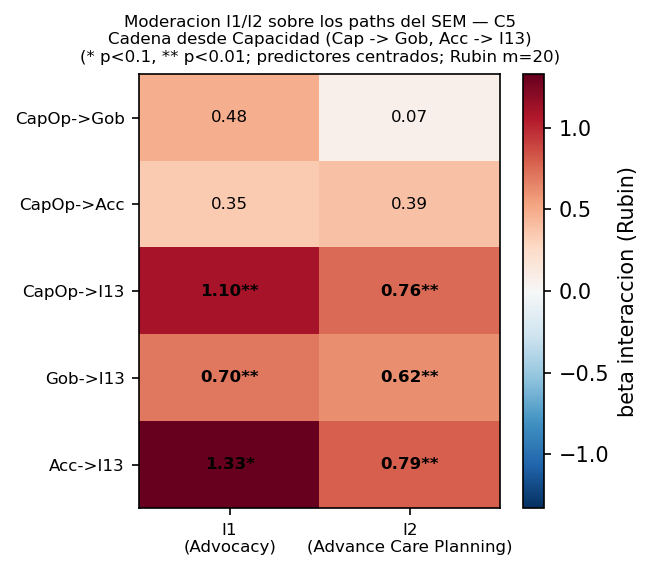 Moderacion I1/I2 sobre los paths del SEM — C5
Cadena desde Capacidad (Cap -> Gob, Acc -> I13)
(* p<0.1, ** p<0.01; predictores centrados; Rubin m=20)
CapOp->Gob
0.48
0.07
CapOp->Acc
0.35
0.39
CapOp->I13
1.10**
0.76**
Gob->I13
0.70**
0.62**
Acc->I13
1.33*
0.79**
I1
(Advocacy)
I2
(Advance Care Planning)
1.0
0.5
0.0
−0.5
−1.0
beta interaccion (Rubin)